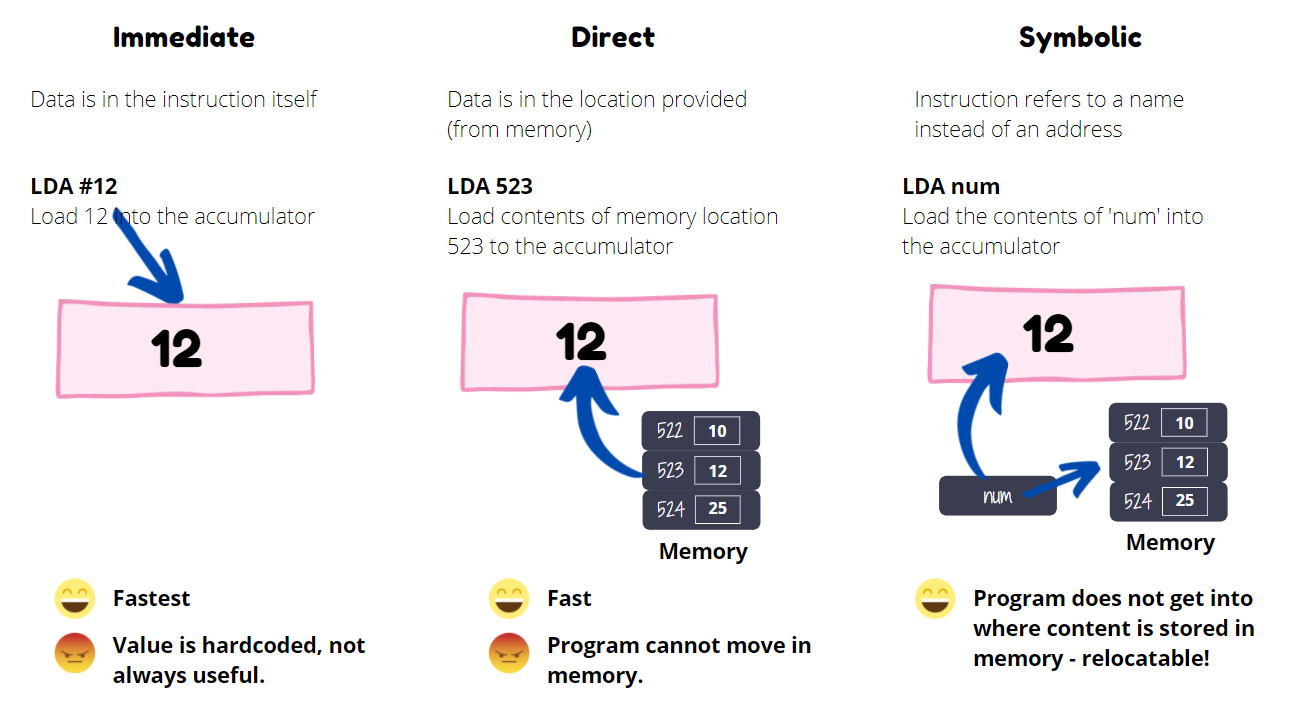 Immediate
Data is in the instruction itself
LDA #12
Load 12 into the accumulator
12
Fastest
Value is hardcoded, not
always useful.
Direct
Data is in the location provided
(from memory)
LDA 523
Load contents of memory location
523 to the accumulator
12
522 10
523 12
524 25
Memory
Fast
Program cannot move in
memory.
Symbolic
Instruction refers to a name
instead of an address
LDA num
Load the contents of 'num' into
the accumulator
12
num
522 10
523 12
524 25
Memory
Program does not get into
where content is stored in
memory - relocatable!